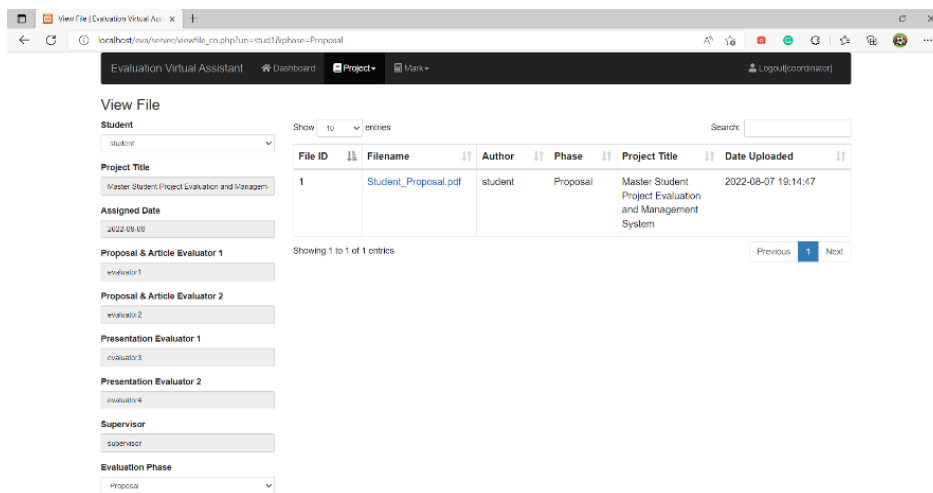 View File | Evaluation Virtual Ass
localhost/eva/server/viewfile_co.php?un=stud1&phase=Proposal
Evaluation Virtual Assistant Dashboard Project Mark Logout[coordinator]
View File
Student
student
Project Title
Master Student Project Evaluation and Managem
Assigned Date
2022-08-08
Proposal & Article Evaluator 1
evaluator1
Proposal & Article Evaluator 2
evaluator2
Presentation Evaluator 1
evaluator3
Presentation Evaluator 2
evaluator4
Supervisor
supervisor
Evaluation Phase
Proposal
Show 10 entries Search:
File ID Filename Author Phase Project Title Date Uploaded
1 Student_Proposal.pdf student Proposal Master Student 2022-08-07 19:14:47
Project Evaluation
and Management
System
Showing 1 to 1 of 1 entries Previous 1 Next